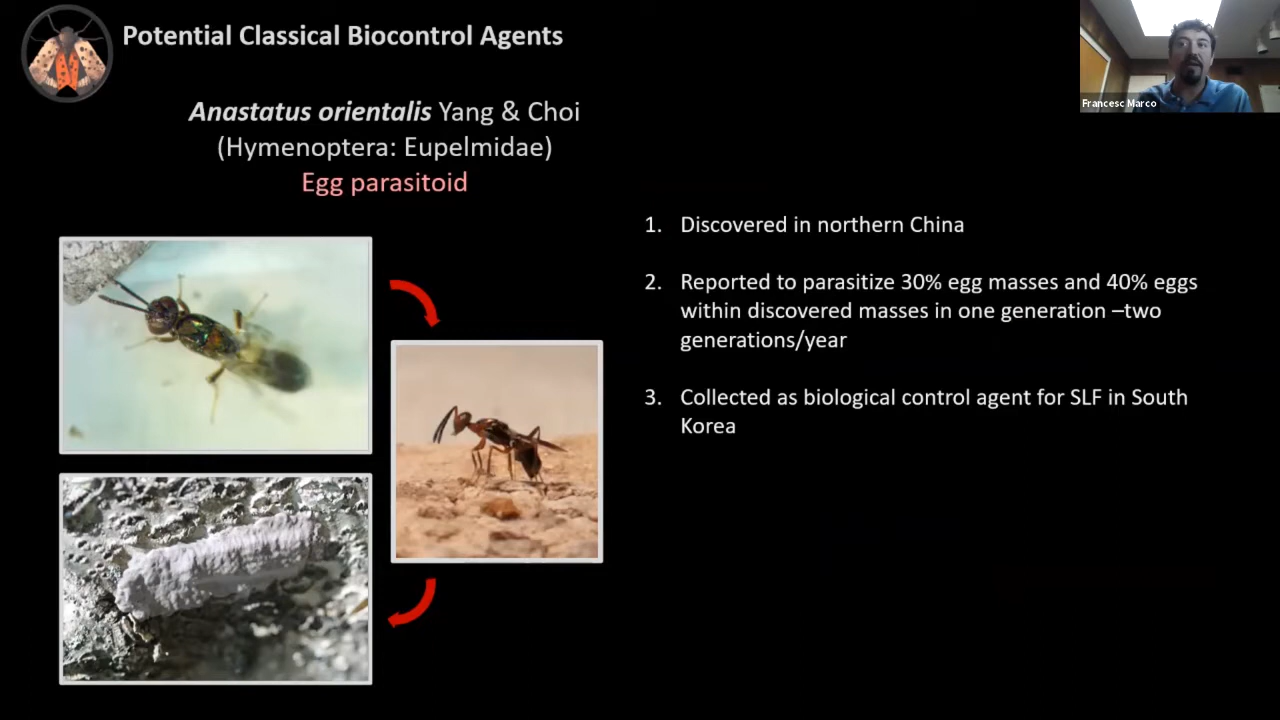 Potential Classical Biocontrol Agents
Anastatus orientalis Yang & Choi
(Hymenoptera: Eupelmidae)
Egg parasitoid
1. Discovered in northern China
2. Reported to parasitize 30% egg masses and 40% eggs
within discovered masses in one generation –two
generations/year
3. Collected as biological control agent for SLF in South
Korea
Francesc Marco